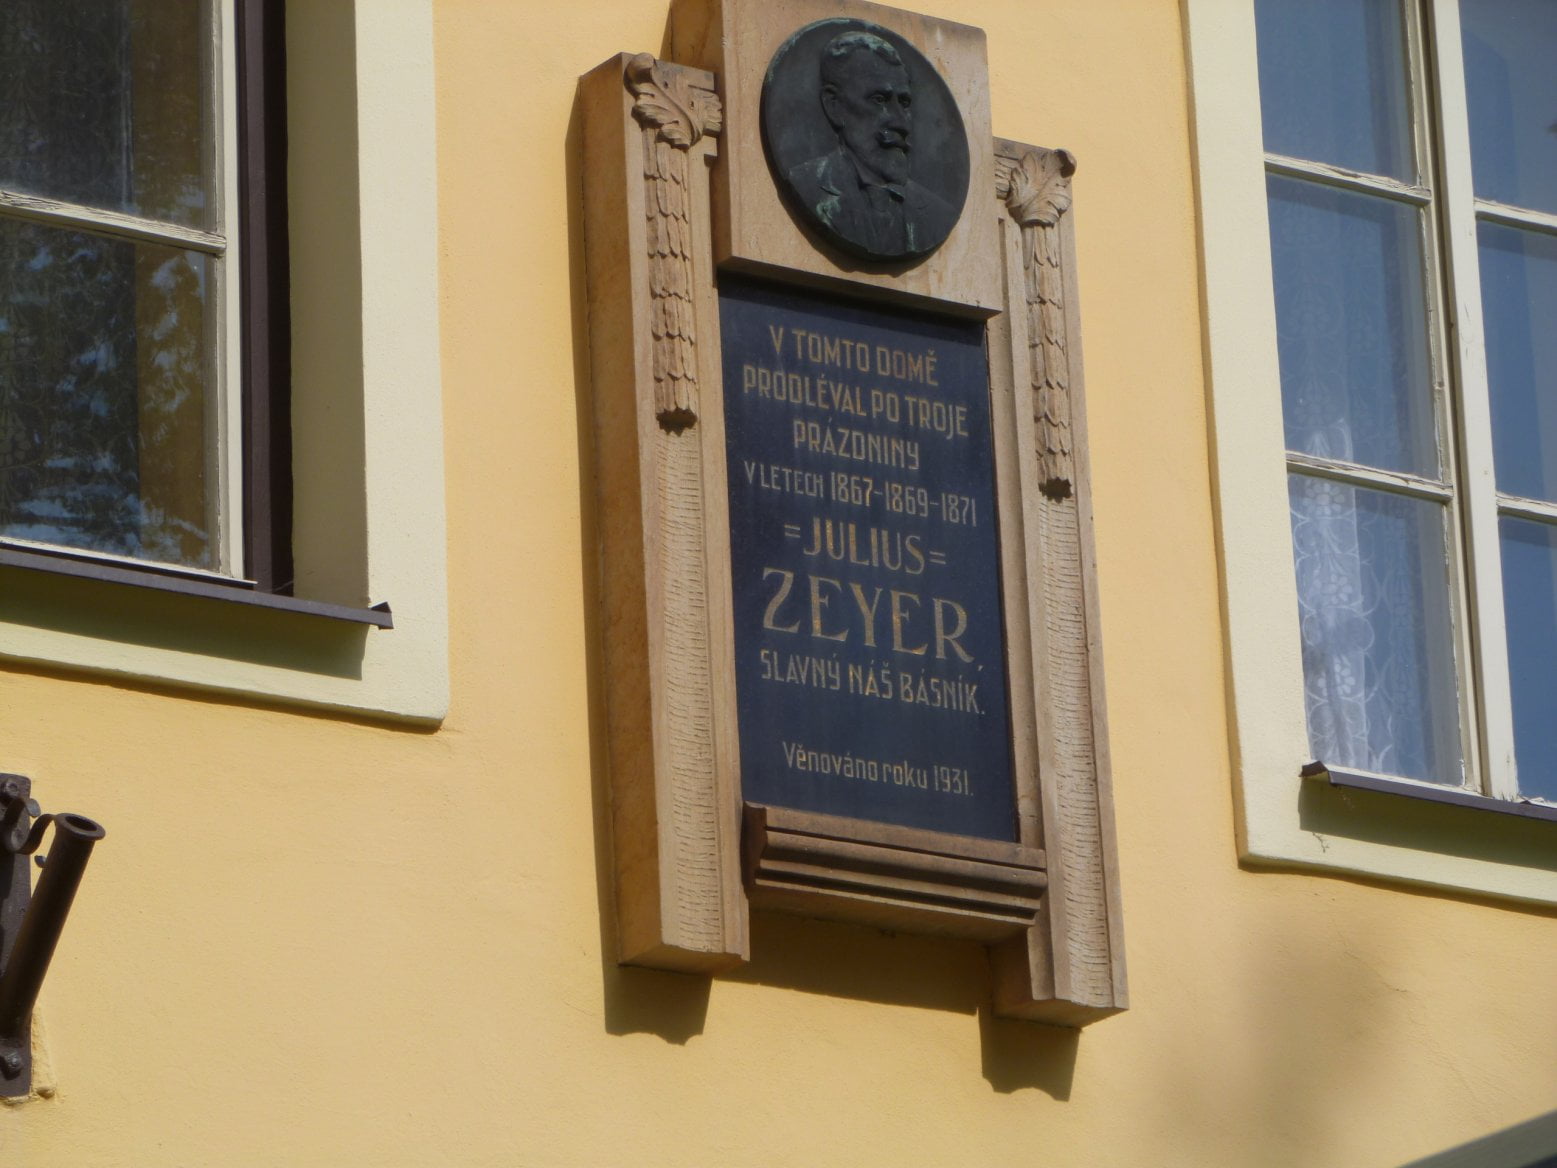 V TOMTO DOMĚ
PRODLÉVAL PO TROJE
PRÁZDNINY
V LETECH 1867-1869-1871
=JULIUS=
ZEYER,
SLAVNÝ NÁŠ BÁSNÍK.
Věnováno roku 1931.